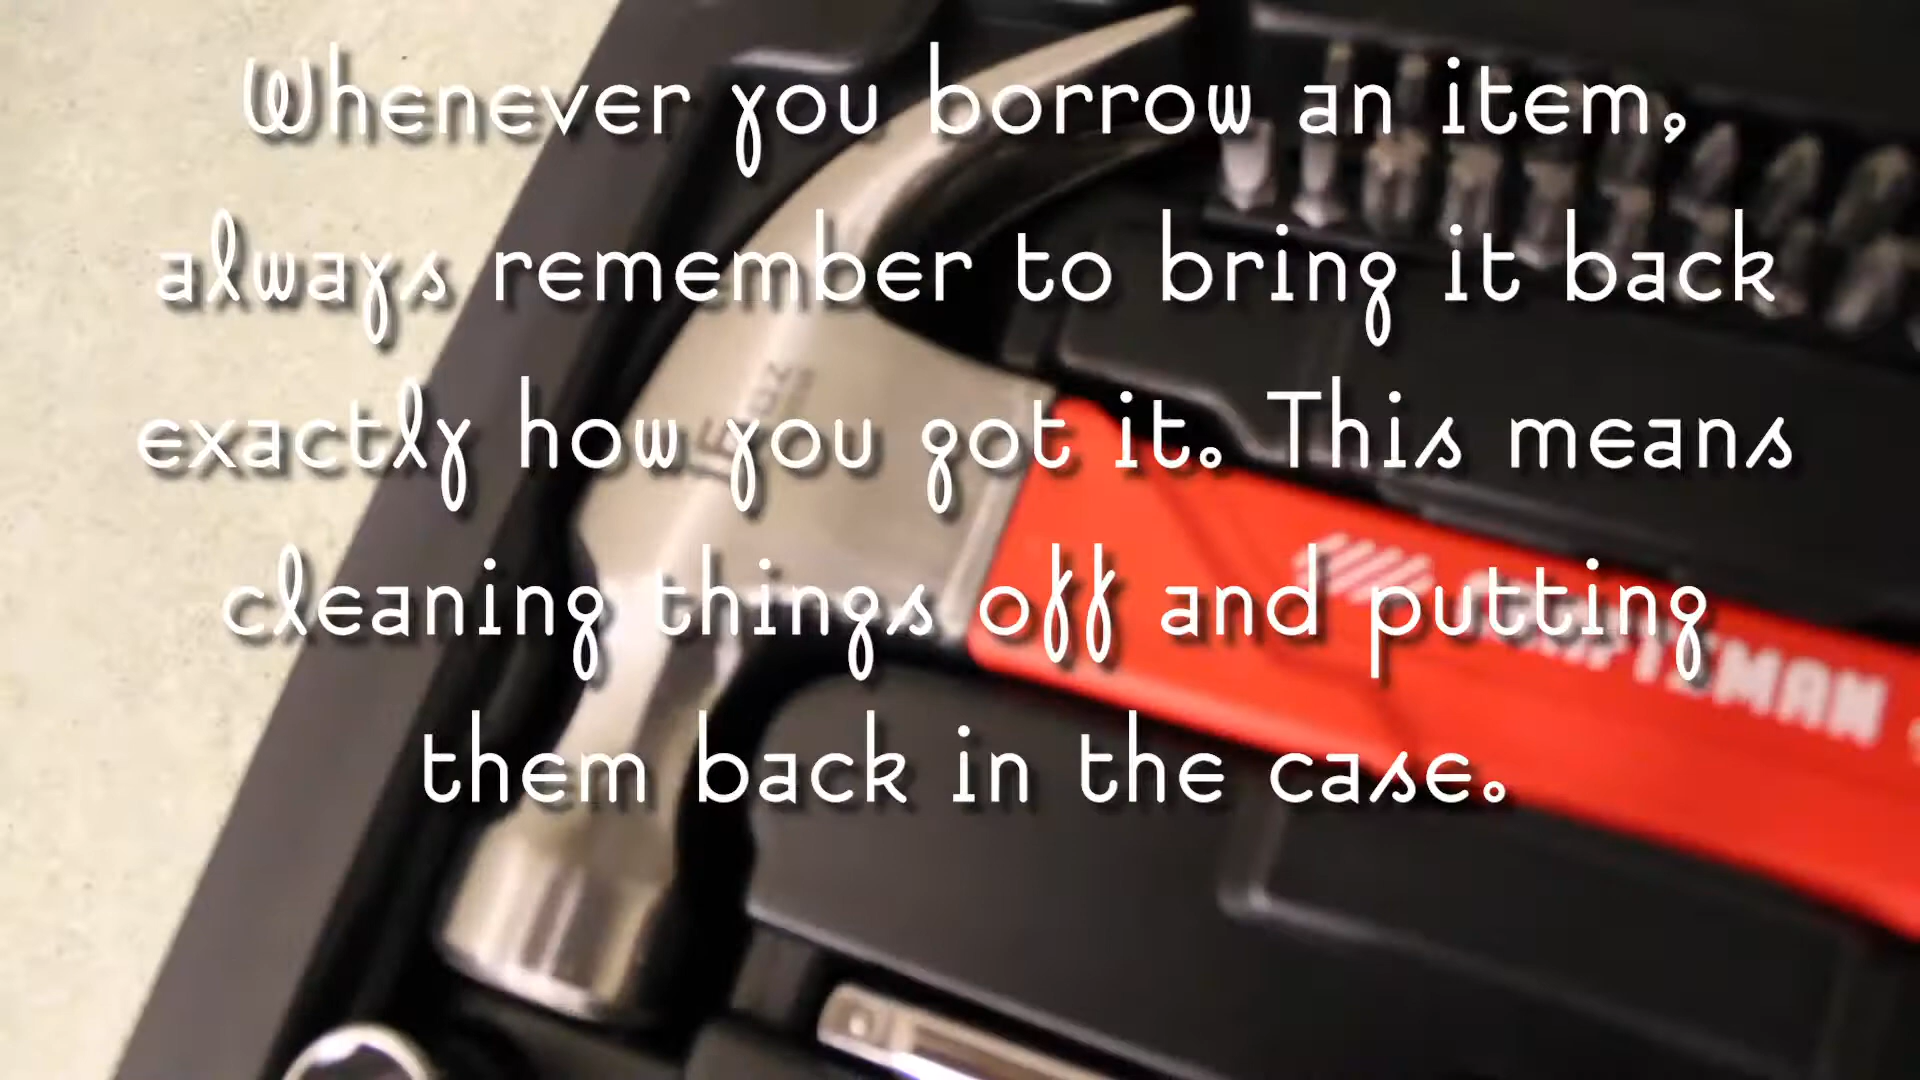 Whenever you borrow an item,
always remember to bring it back
exactly how you got it. This means
cleaning things off and putting
them back in the case.